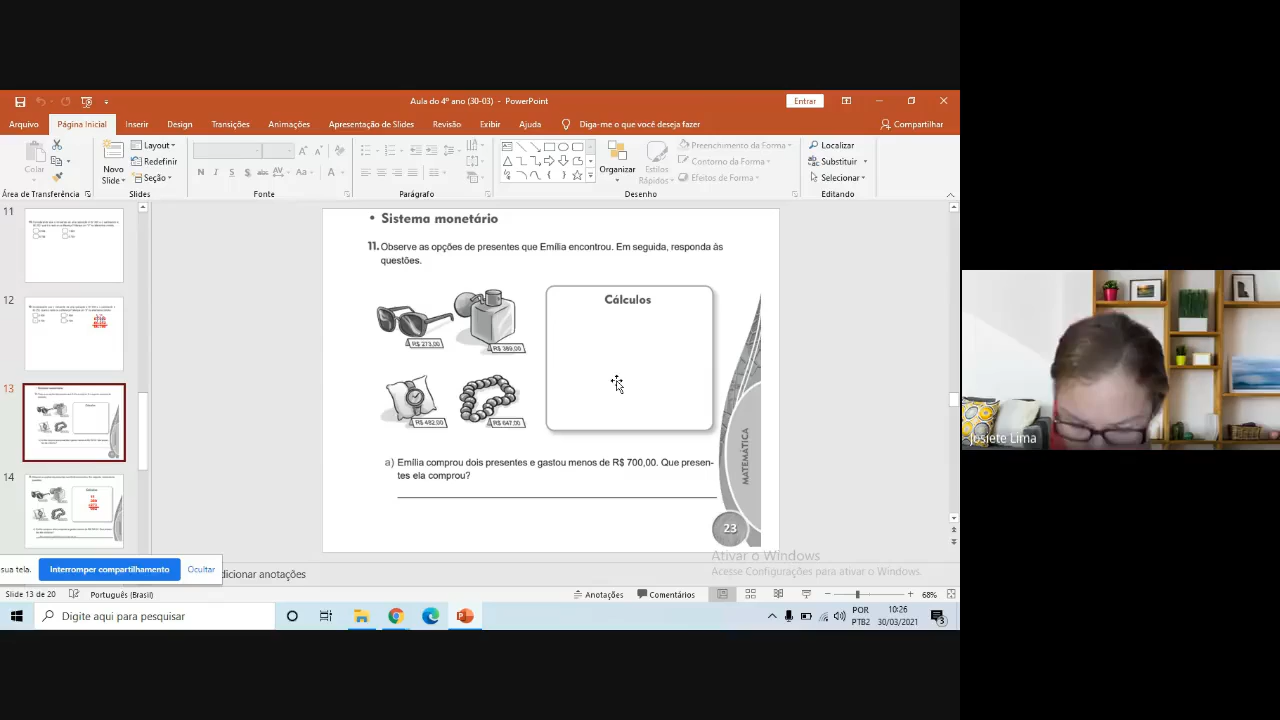 Aula do 4º ano (30-03) - PowerPoint
Entrar
Arquivo Página Inicial Inserir Design Transições Animações Apresentação de Slides Revisão Exibir Ajuda Diga-me o que você deseja fazer Compartilhar
Colar
Novo
Slide
Layout
Redefinir
Seção
N I S S
Aa
A
Organizar
Estilos
Rápidos
Preenchimento da Forma
Contorno da Forma
Efeitos de Forma
Localizar
Substituir
Selecionar
Área de Transferência Slides Fonte Parágrafo Desenho Editando
11
12
13
14
• Sistema monetário
11. Observe as opções de presentes que Emília encontrou. Em seguida, responda às
questões.
Cálculos
R$ 273,00
R$ 389,00
R$ 482,00
R$ 647,00
a) Emília comprou dois presentes e gastou menos de R$ 700,00. Que presen-
tes ela comprou?
MATEMÁTICA
23
Josiete Lima
Ativar o Windows
Acesse Configurações para ativar o Windows.
sua tela.
Interromper compartilhamento
Ocultar
dicionar anotações
Slide 13 de 20 Português (Brasil) Anotações Comentários 68%
Digite aqui para pesquisar
POR
PTB2
10:26
30/03/2021
3